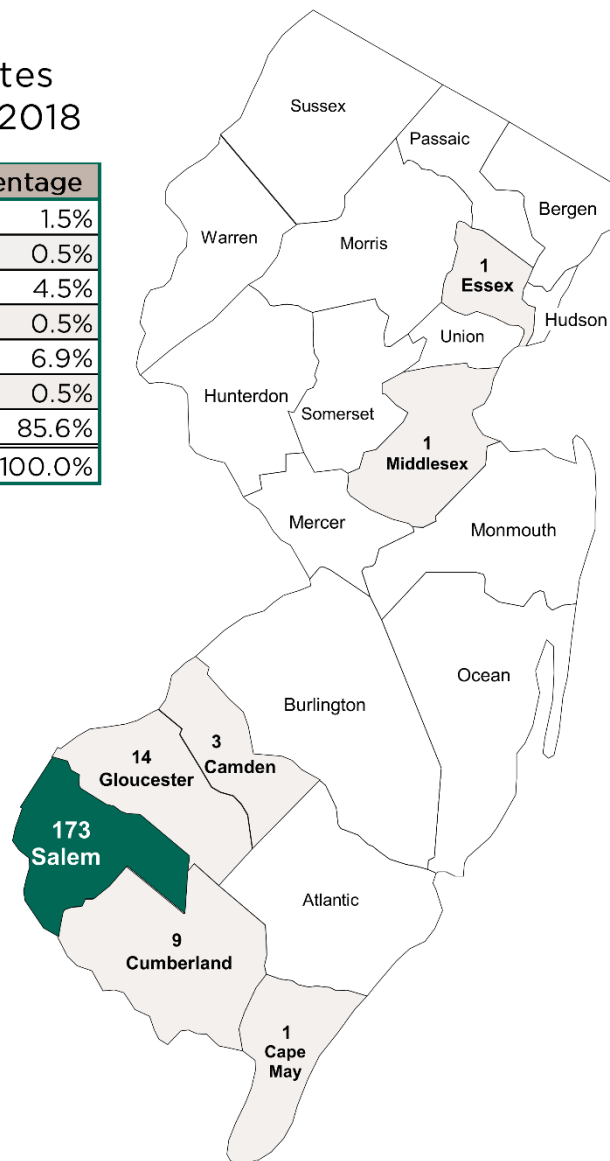 2018
1.5%
0.5%
4.5%
0.5%
6.9%
0.5%
85.6%
100.0%
Sussex
Passaic
Bergen
Warren
Morris
1
Essex
Hudson
Union
Hunterdon
Somerset
1
Middlesex
Mercer
Monmouth
Ocean
Burlington
3
Camden
14
Gloucester
173
Salem
Atlantic
9
Cumberland
1
Cape
May